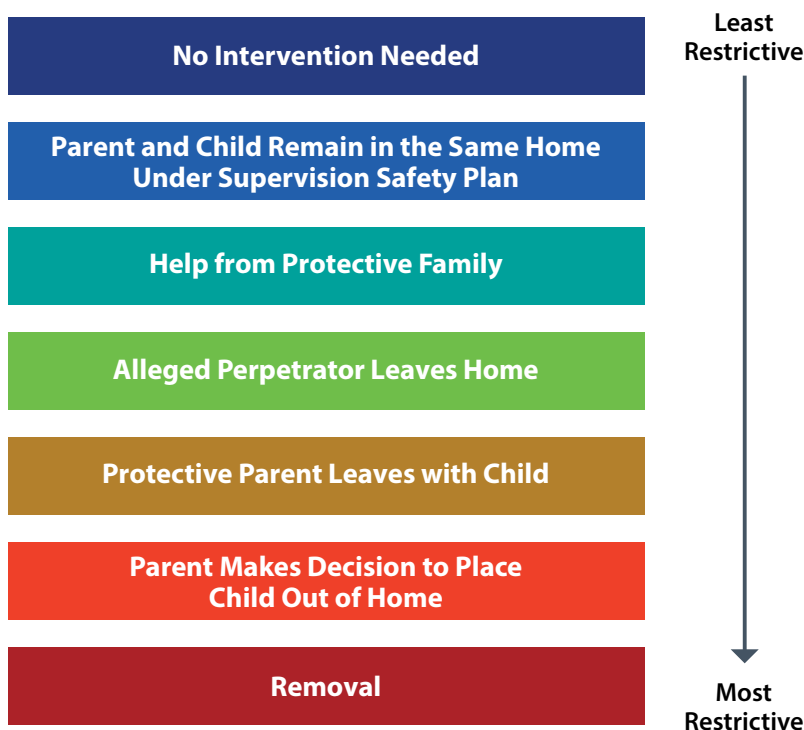 No Intervention Needed
Least
Restrictive
Parent and Child Remain in the Same Home
Under Supervision Safety Plan
Help from Protective Family
Alleged Perpetrator Leaves Home
Protective Parent Leaves with Child
Parent Makes Decision to Place
Child Out of Home
Removal
Most
Restrictive